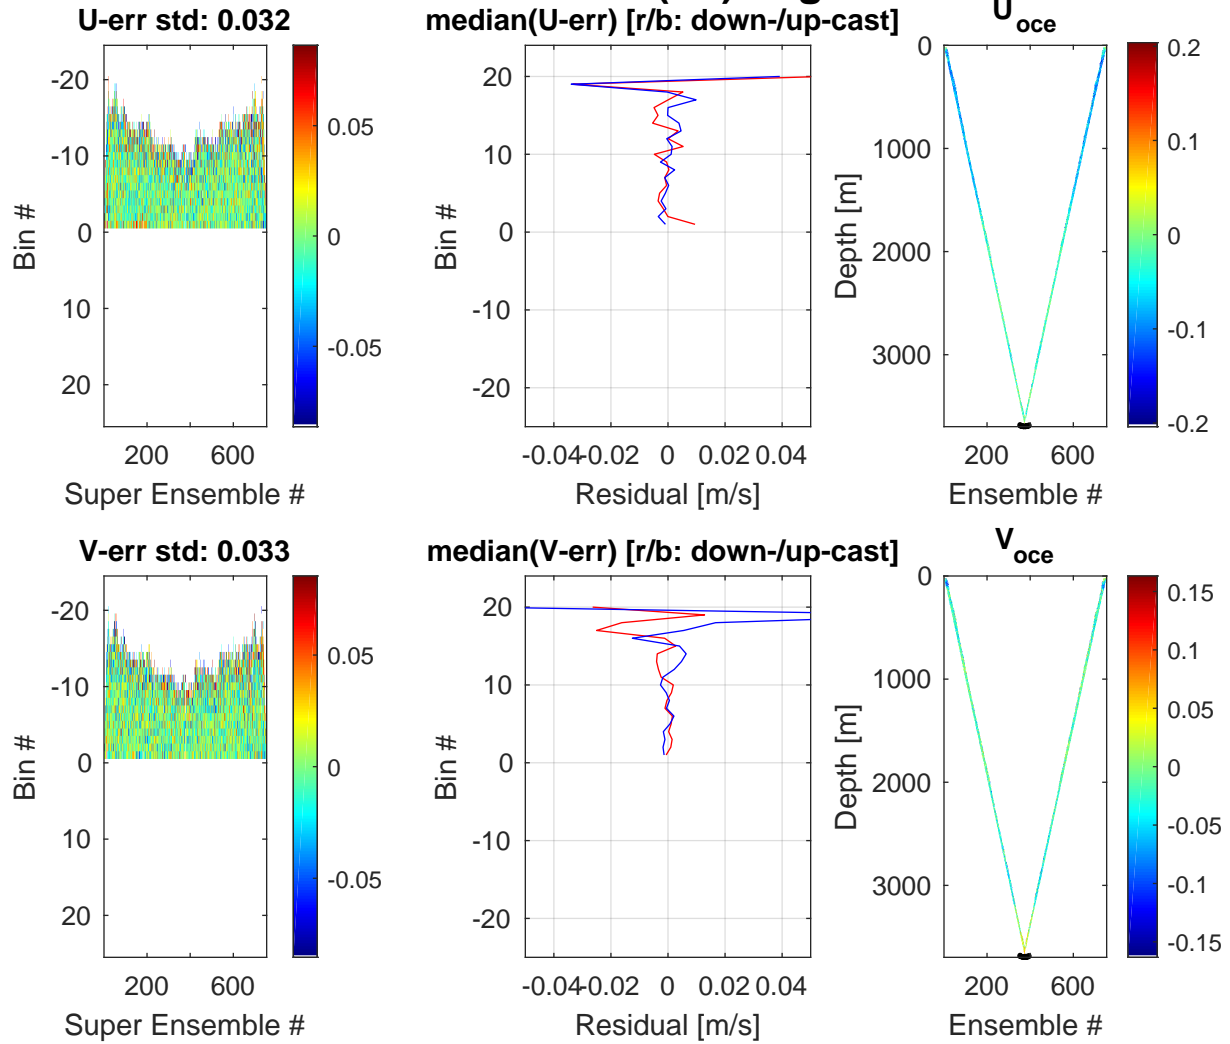 U-err std: 0.032
-20
-10
0
10
20
Bin #
200 600
Super Ensemble #
0.05
0
-0.05
median(U-err) [r/b: down-/up-cast]
20
10
0
-10
-20
Bin #
-0.04 -0.02 0 0.02 0.04
Residual [m/s]
U
oce
0
1000
2000
3000
Depth [m]
Ensemble #
0.2
0.1
0
-0.1
-0.2
V-err std: 0.033
-20
-10
0
10
20
Bin #
200 600
Super Ensemble #
0.05
0
-0.05
median(V-err) [r/b: down-/up-cast]
20
10
0
-10
-20
Bin #
-0.04 -0.02 0 0.02 0.04
Residual [m/s]
V
oce
0
1000
2000
3000
Depth [m]
200 600
Ensemble #
0.15
0.1
0.05
0
-0.05
-0.1
-0.15